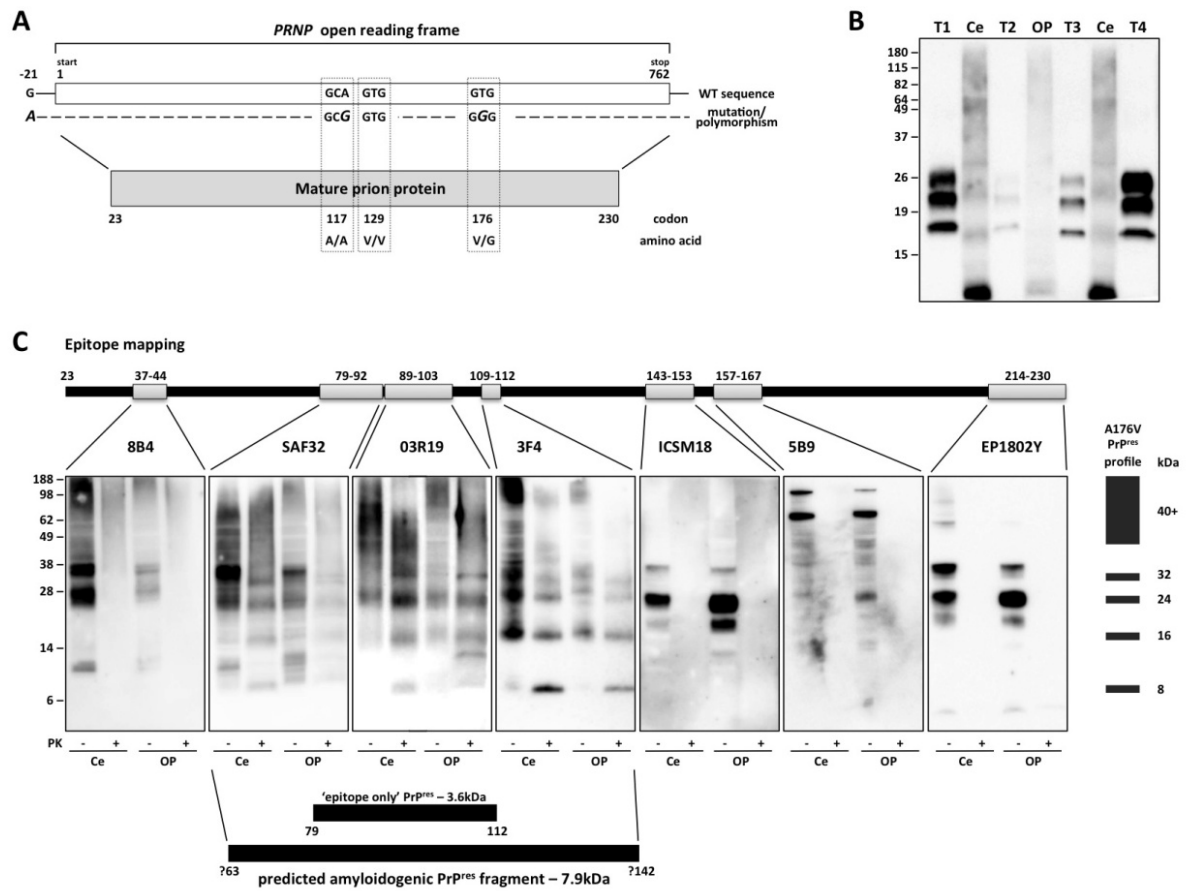 A
PRNP open reading frame
-21
start
1
stop
762
G
GCA GTG GTG
WT sequence
A
GCG GTG GGG
mutation/
polymorphism
Mature prion protein
23 117 129 176 230 codon
A/A V/V V/G amino acid
B
T1 Ce T2 OP T3 Ce T4
180
115
82
64
49
37
26
19
15
C
Epitope mapping
23 37-44 79-92 89-103 109-112 143-153 157-167 214-230
8B4 SAF32 03R19 3F4 ICSM18 5B9 EP1802Y
A176V
PrPres
profile
kDa
188
98
62
49
38
28
14
6
40+
32
24
16
8
PK - + - + - + - + - + - + - + - + - + - + - + - + - + - +
Ce OP Ce OP Ce OP Ce OP Ce OP Ce OP Ce OP
'epitope only' PrPres – 3.6kDa
79 112
?63 ?142
predicted amyloidogenic PrPres fragment – 7.9kDa